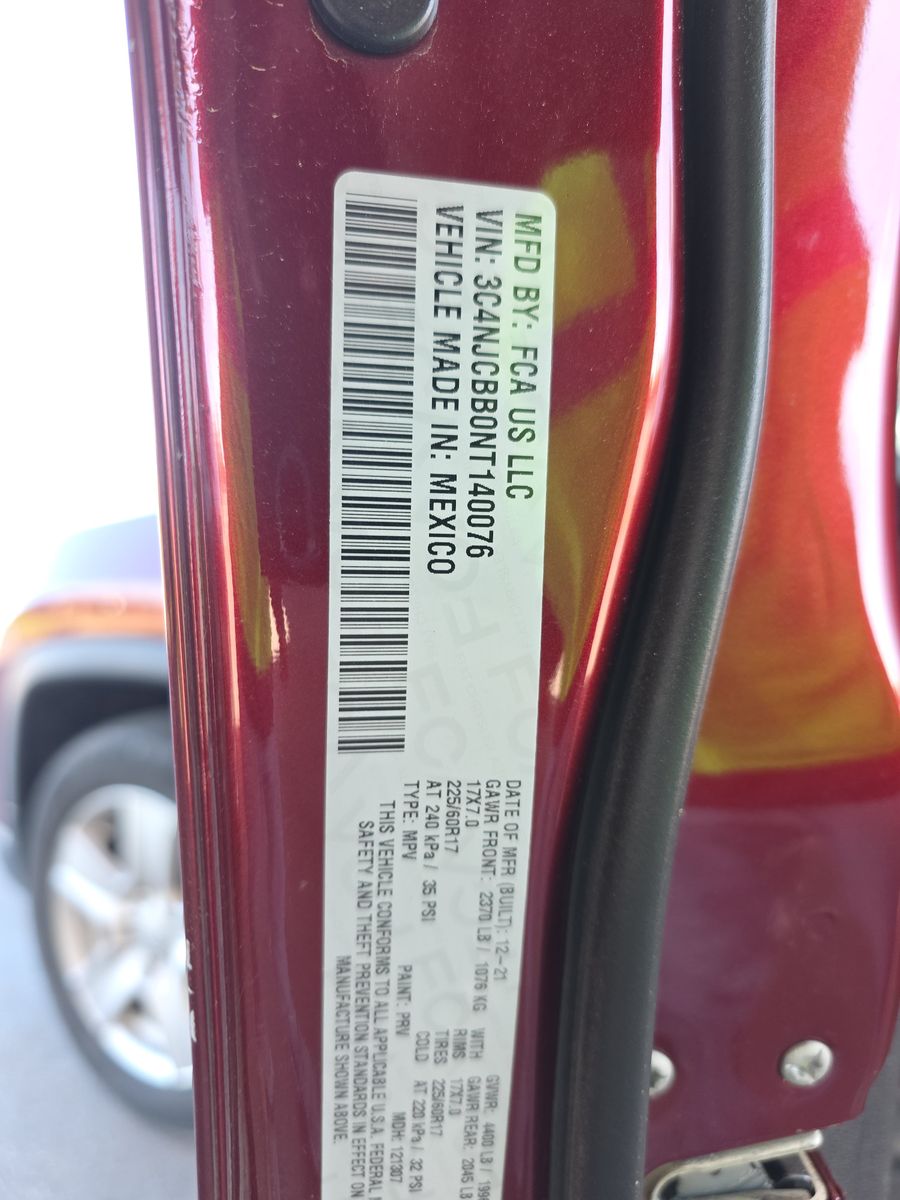 MFD BY: FCA US LLC
VIN: 3C4NJCBB0NT140076
VEHICLE MADE IN: MEXICO
DATE OF MFR (BUILT): 12-21 GVWR: 4400 LB /
GAWR FRONT: 2370 LB / 1076 KG WITH GAWR REAR: 2045 LB
17X7.0 RIMS 17X7.0
225/60R17 TIRES 225/60R17
AT 240 kPa / 35 PSI COLD AT 220 kPa / 32 PSI
TYPE: MPV PAINT: PRV MDH: 121307
THIS VEHICLE CONFORMS TO ALL APPLICABLE U.S.A. FEDERAL
SAFETY AND THEFT PREVENTION STANDARDS IN EFFECT ON
MANUFACTURE SHOWN ABOVE.